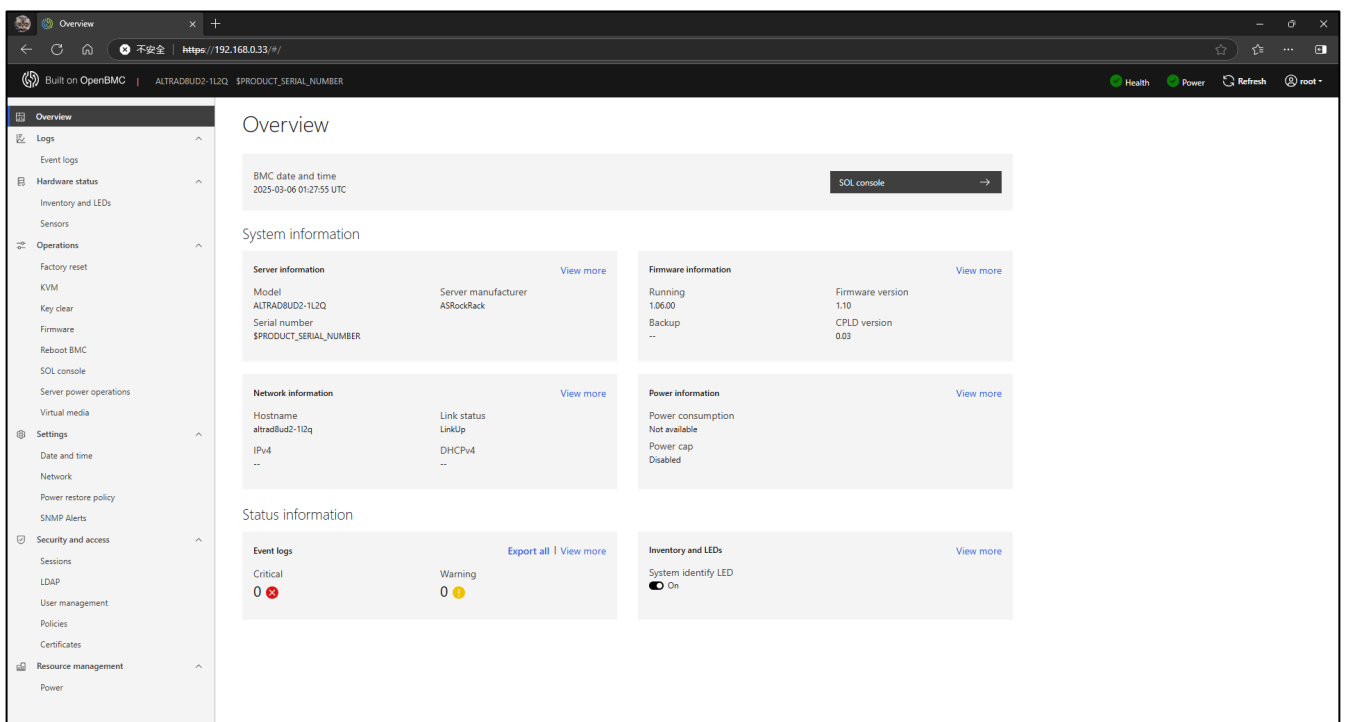 Overview
不安全 | https://192.168.0.33/#/
Built on OpenBMC | ALTRAD8UD2-1L2Q $PRODUCT_SERIAL_NUMBER
Health Power Refresh root
Overview
Logs
Event logs
Hardware status
Inventory and LEDs
Sensors
Operations
Factory reset
KVM
Key clear
Firmware
Reboot BMC
SOL console
Server power operations
Virtual media
Settings
Date and time
Network
Power restore policy
SNMP Alerts
Security and access
Sessions
LDAP
User management
Policies
Certificates
Resource management
Power
Overview
BMC date and time
2025-03-06 01:27:55 UTC
SOL console →
System information
Server information View more
Model Server manufacturer
ALTRAD8UD2-1L2Q ASRockRack
Serial number
$PRODUCT_SERIAL_NUMBER
Firmware information View more
Running Firmware version
1.06.00 1.10
Backup CPLD version
-- 0.03
Network information View more
Hostname Link status
altrad8ud2-1l2q LinkUp
IPv4 DHCPv4
-- --
Power information View more
Power consumption
Not available
Power cap
Disabled
Status information
Event logs Export all | View more
Critical Warning
0 0
Inventory and LEDs View more
System identify LED
On